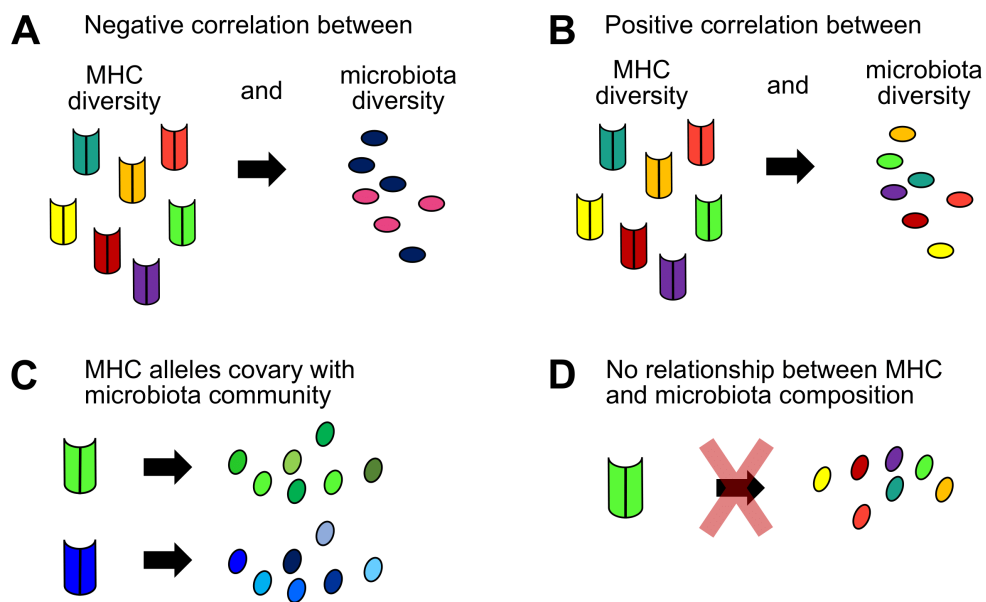 A Negative correlation between
MHC
diversity
and
microbiota
diversity
B Positive correlation between
MHC
diversity
and
microbiota
diversity
C MHC alleles covary with
microbiota community
D No relationship between MHC
and microbiota composition